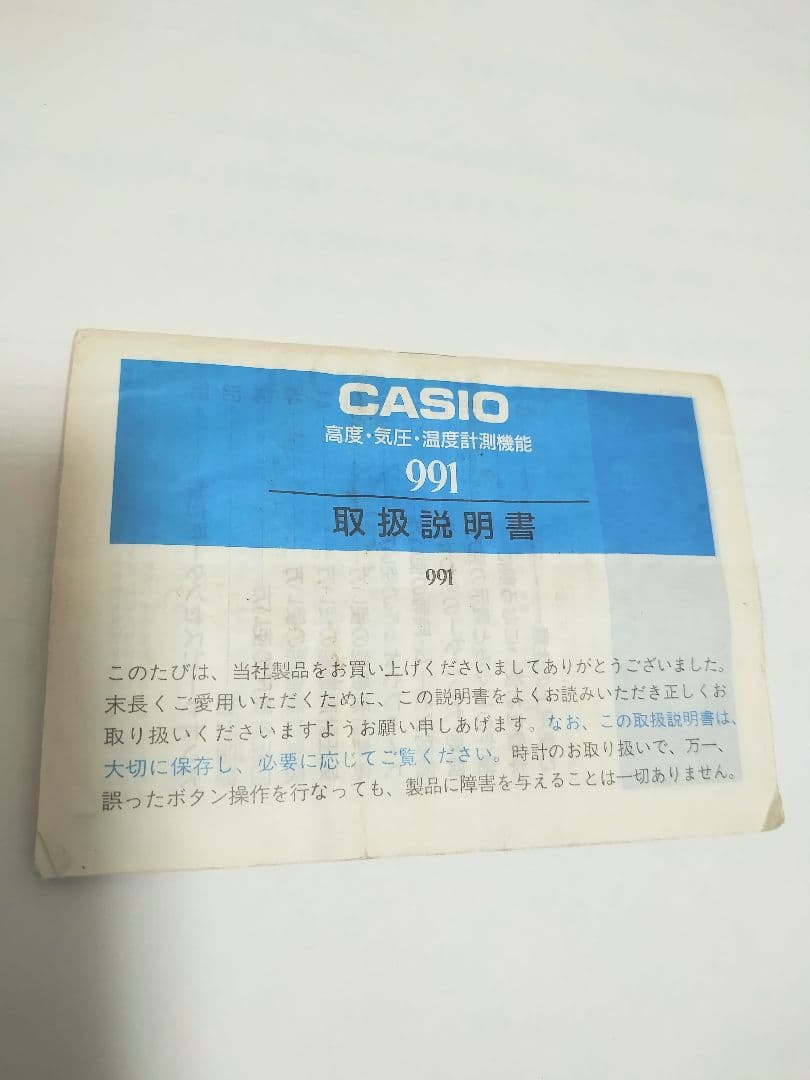 CASIO
高度・気圧・温度計測機能
991
取扱説明書
991
このたびは、当社製品をお買い上げくださいましてありがとうございました。
末長くご愛用いただくために、この説明書をよくお読みいただき正しくお
取り扱いくださいますようお願い申しあげます。なお、この取扱説明書は、
大切に保存し、必要に応じてご覧ください。時計のお取り扱いで、万一、
誤ったボタン操作を行なっても、製品に障害を与えることは一切ありません。